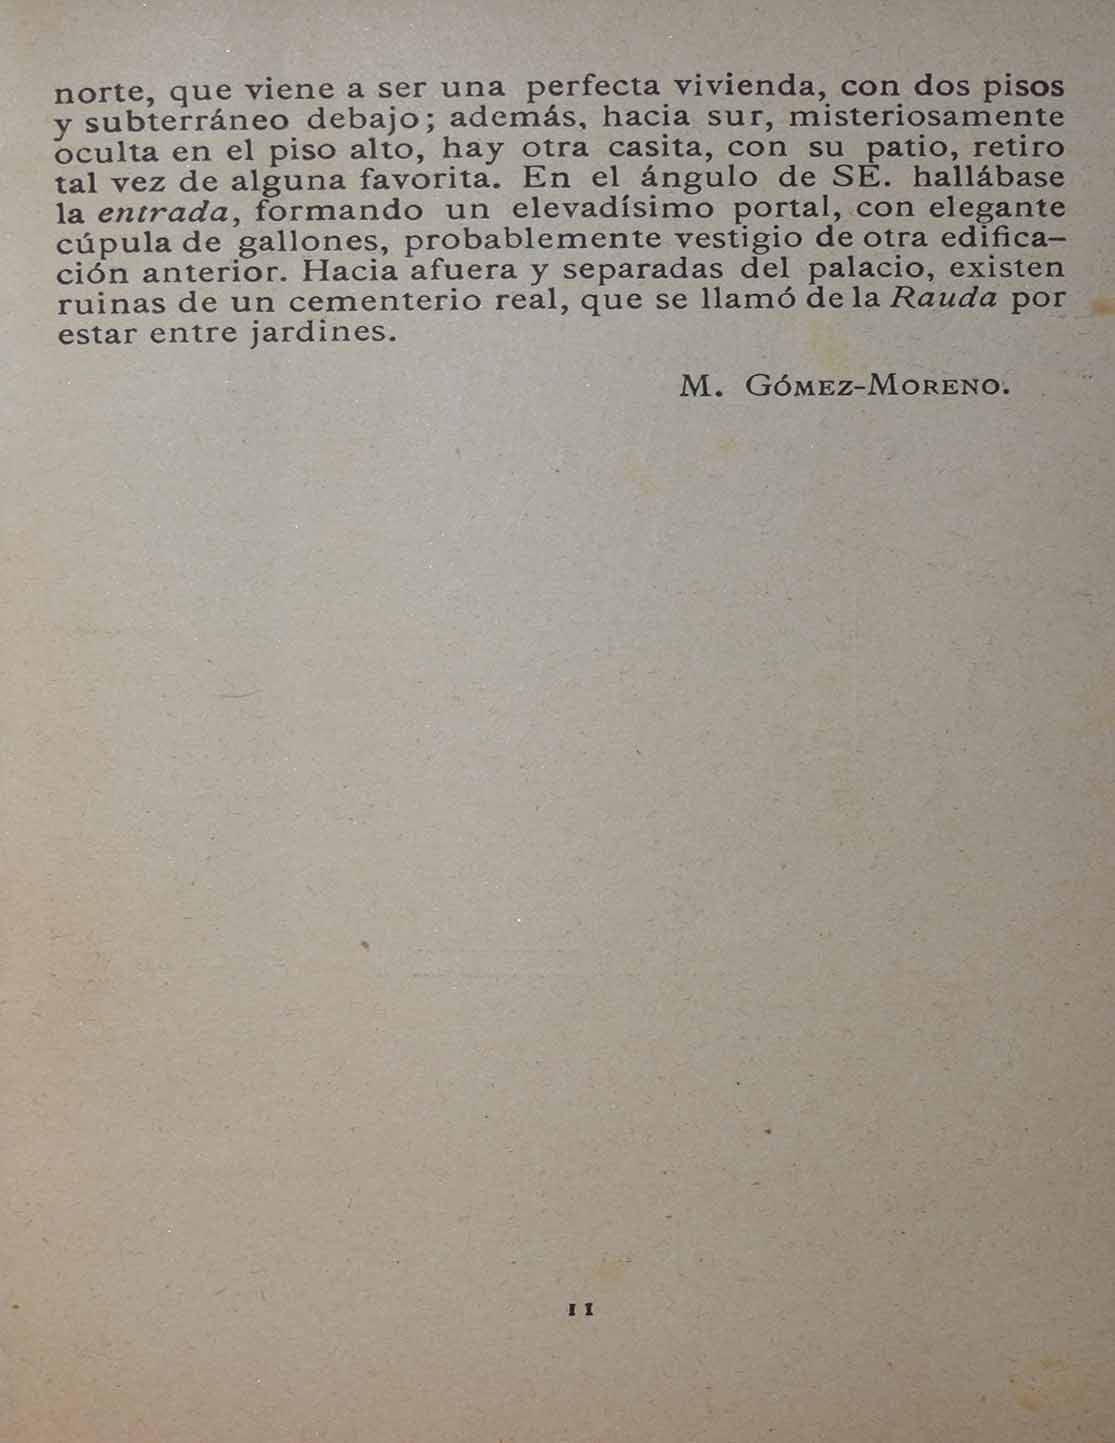 norte, que viene a ser una perfecta vivienda, con dos pisos
y subterráneo debajo; además, hacia sur, misteriosamente
oculta en el piso alto, hay otra casita, con su patio, retiro
tal vez de alguna favorita. En el ángulo de SE. hallábase
la entrada, formando un elevadísimo portal, con elegante
cúpula de gallones, probablemente vestigio de otra edifica-
ción anterior. Hacia afuera y separadas del palacio, existen
ruinas de un cementerio real, que se llamó de la Rauda por
estar entre jardines.
M. Gómez-Moreno.
11